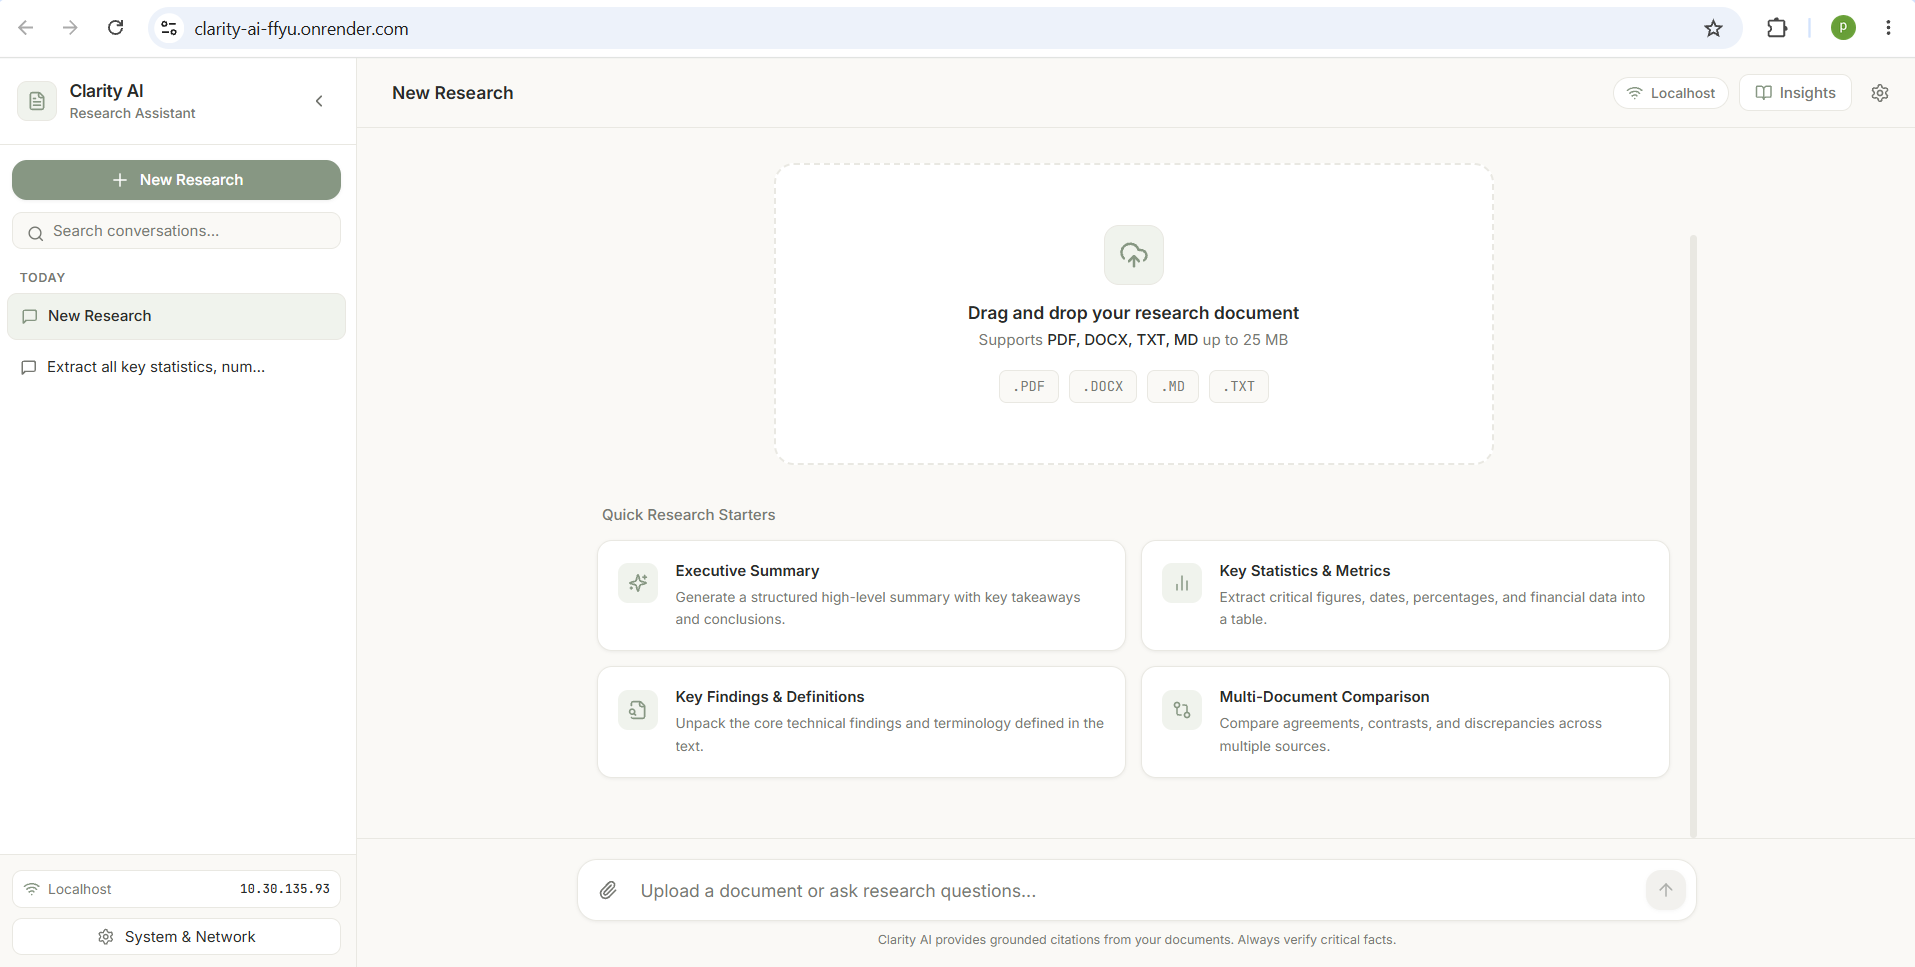 clarity-ai-ffyu.onrender.com
p
Clarity AI
Research Assistant
New Research
Search conversations...
TODAY
New Research
Extract all key statistics, num...
Localhost 10.30.135.93
System & Network
New Research
Localhost
Insights
Drag and drop your research document
Supports PDF, DOCX, TXT, MD up to 25 MB
.PDF .DOCX .MD .TXT
Quick Research Starters
Executive Summary
Generate a structured high-level summary with key takeaways
and conclusions.
Key Statistics & Metrics
Extract critical figures, dates, percentages, and financial data into
a table.
Key Findings & Definitions
Unpack the core technical findings and terminology defined in the
text.
Multi-Document Comparison
Compare agreements, contrasts, and discrepancies across
multiple sources.
Upload a document or ask research questions...
Clarity AI provides grounded citations from your documents. Always verify critical facts.